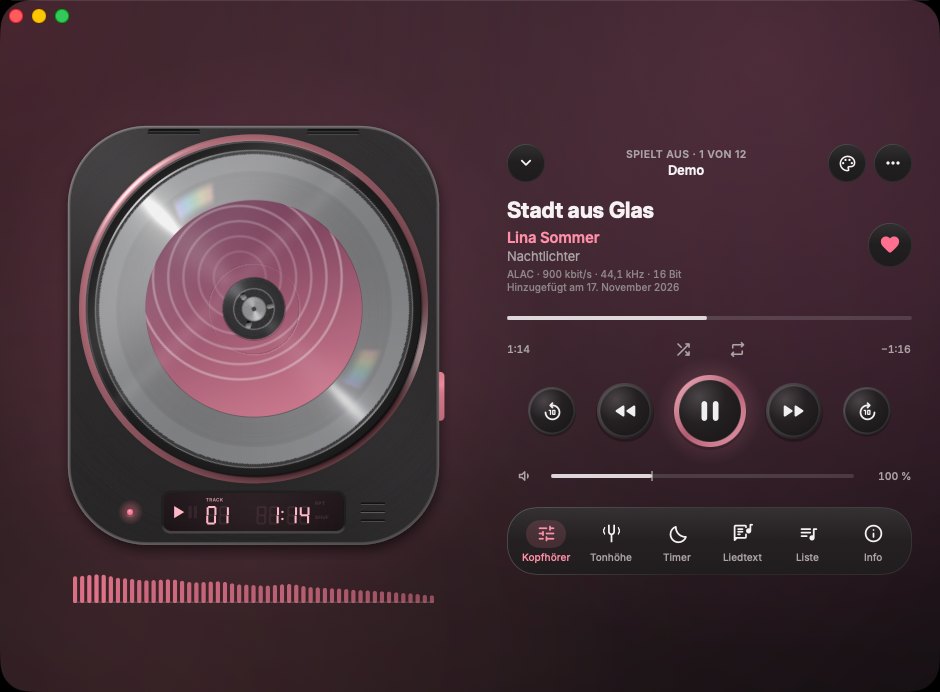 SPIELT AUS · 1 VON 12
Demo
Stadt aus Glas
Lina Sommer
Nachtlichter
ALAC · 900 kbit/s · 44,1 kHz · 16 Bit
Hinzugefügt am 17. November 2026
1:14
−1:16
10
10
100 %
TRACK
01
1:14
Kopfhörer
Tonhöhe
Timer
Liedtext
Liste
Info